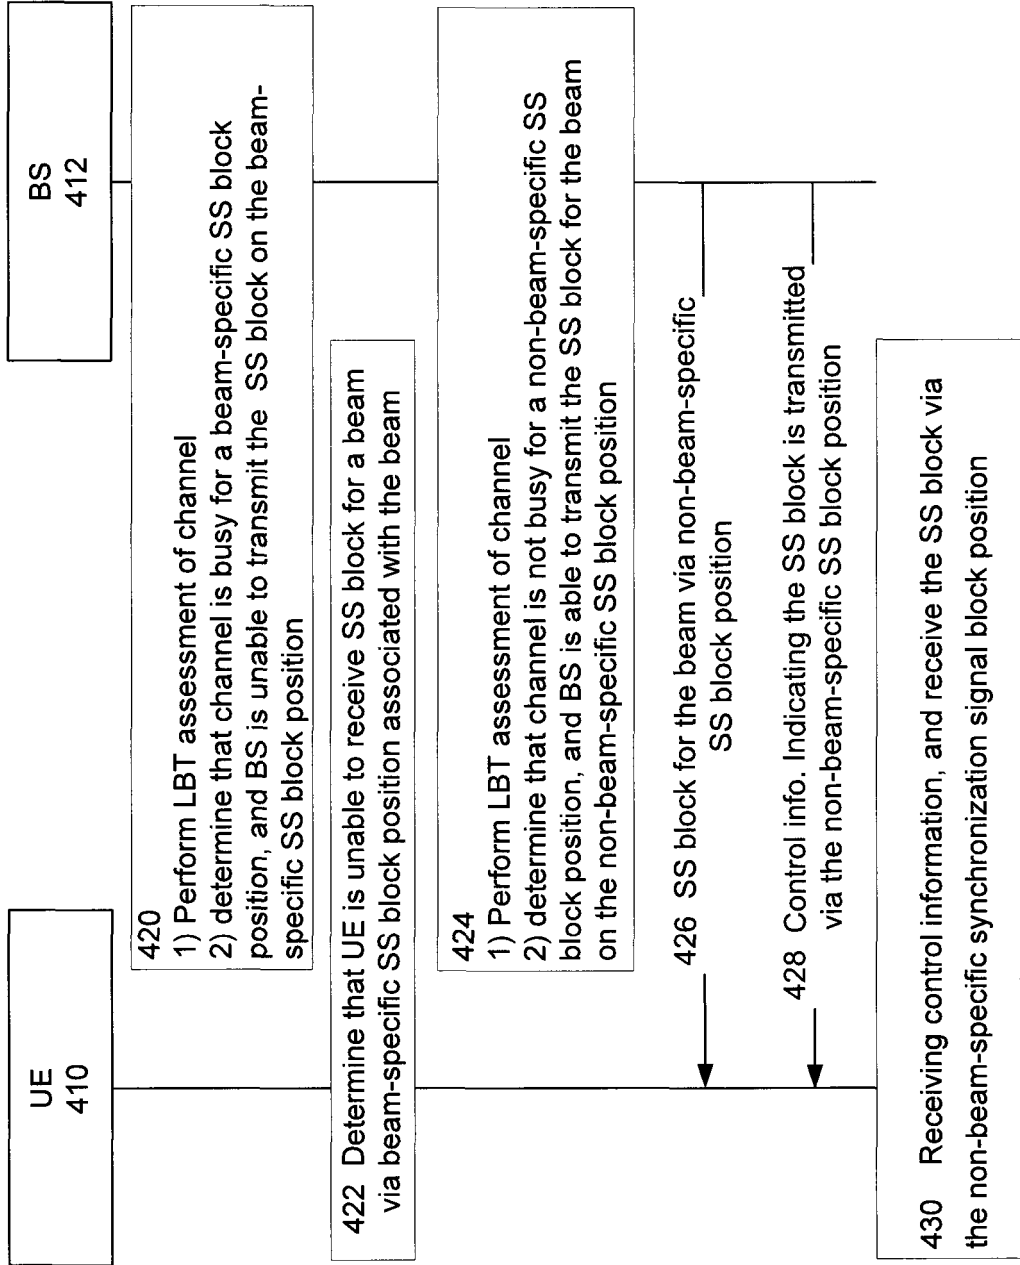 UE
410
BS
412
420
1) Perform LBT assessment of channel
2) determine that channel is busy for a beam-specific SS block
position, and BS is unable to transmit the SS block on the beam-
specific SS block position
422 Determine that UE is unable to receive SS block for a beam
via beam-specific SS block position associated with the beam
424
1) Perform LBT assessment of channel
2) determine that channel is not busy for a non-beam-specific SS
block position, and BS is able to transmit the SS block for the beam
on the non-beam-specific SS block position
426 SS block for the beam via non-beam-specific
SS block position
428 Control info. Indicating the SS block is transmitted
via the non-beam-specific SS block position
430 Receiving control information, and receive the SS block via
the non-beam-specific synchronization signal block position